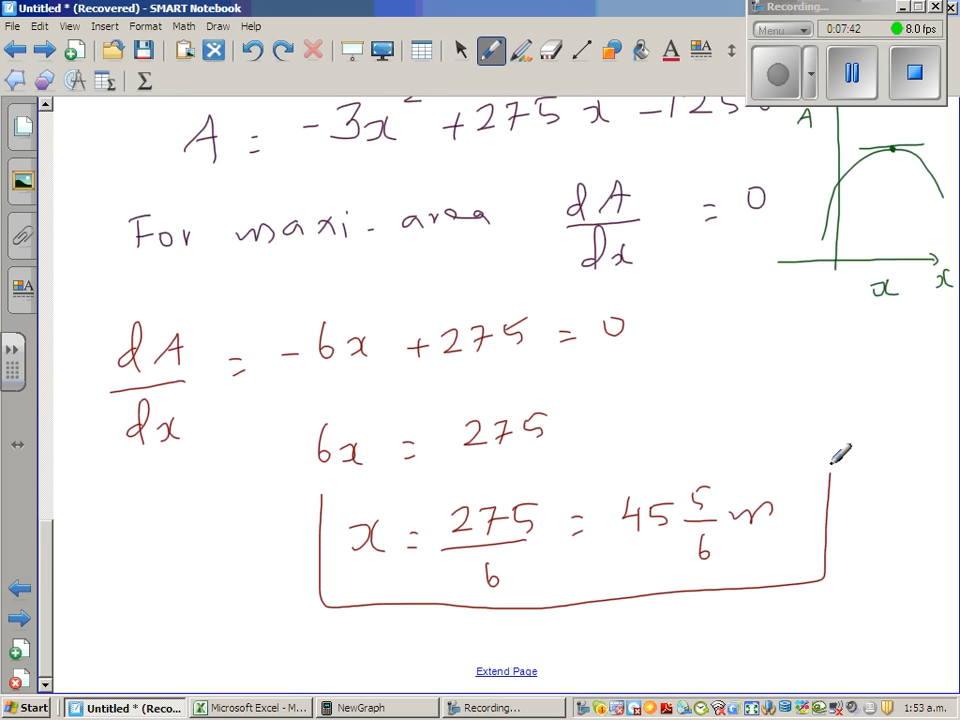 Untitled * (Recovered) - SMART Notebook
Recording...
File Edit View Insert Format Math Draw Help
Menu 0:07:42 8.0 fps
A = -3x² + 275x - 125
A
For maxi. area dA/dx = 0
x x
dA/dx = -6x + 275 = 0
6x = 275
x = 275/6 = 45 5/6 m
Extend Page
Start Untitled * (Reco... Microsoft Excel - M... NewGraph Recording... 1:53 a.m.